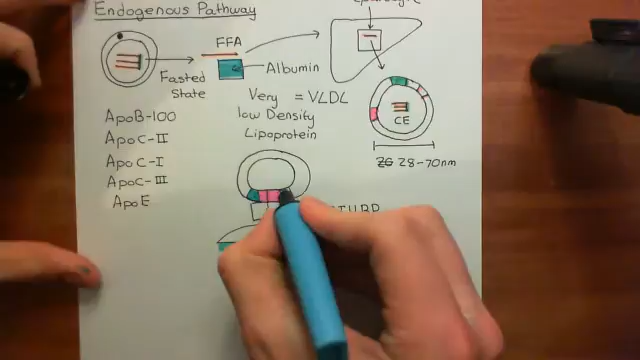 Endogenous Pathway
FFA
Albumin
Fasted
State
Very = VLDL
low Density
Lipoprotein
CE
28-70nm
ApoB-100
ApoC-II
ApoC-I
ApoC-III
ApoE